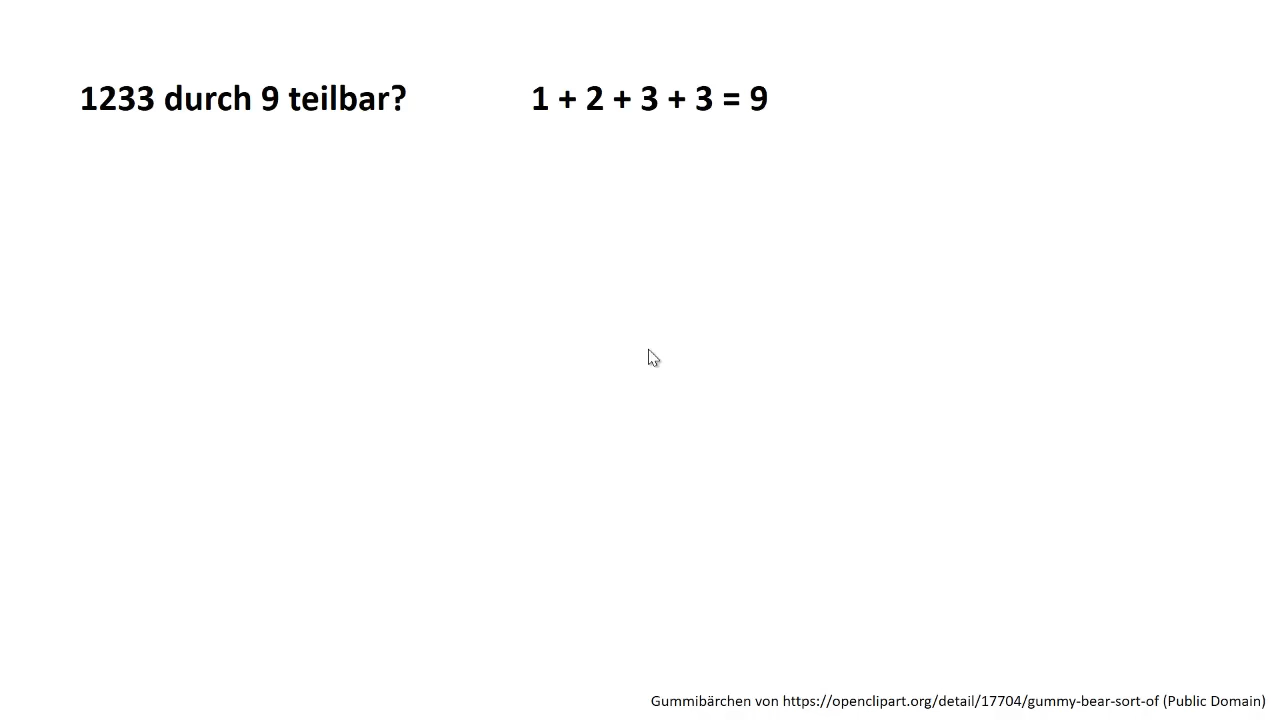 1233 durch 9 teilbar? 1 + 2 + 3 + 3 = 9
Gummibärchen von https://openclipart.org/detail/17704/gummy-bear-sort-of (Public Domain)